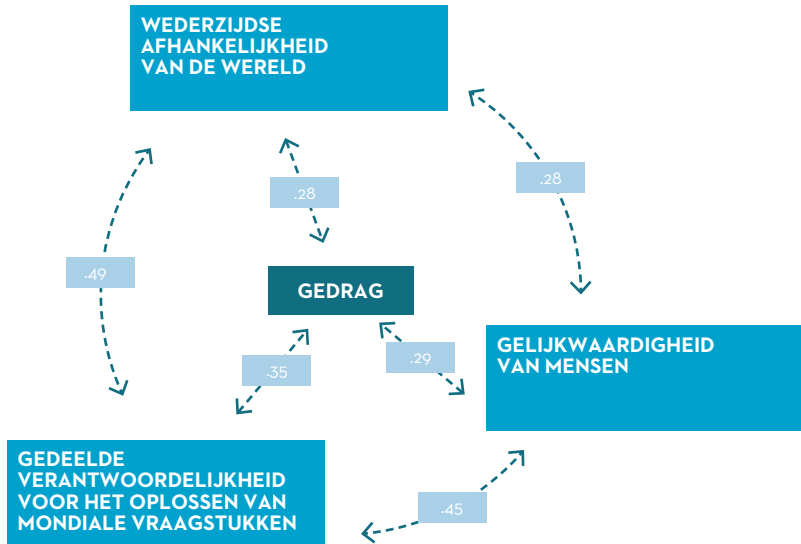 WEDERZIJDSE
AFHANKELIJKHEID
VAN DE WERELD
.28
.28
.49
GEDRAG
GELIJKWAARDIGHEID
VAN MENSEN
.35
.29
GEDEELDE
VERANTWOORDELIJKHEID
VOOR HET OPLOSSEN VAN
MONDIALE VRAAGSTUKKEN
.45